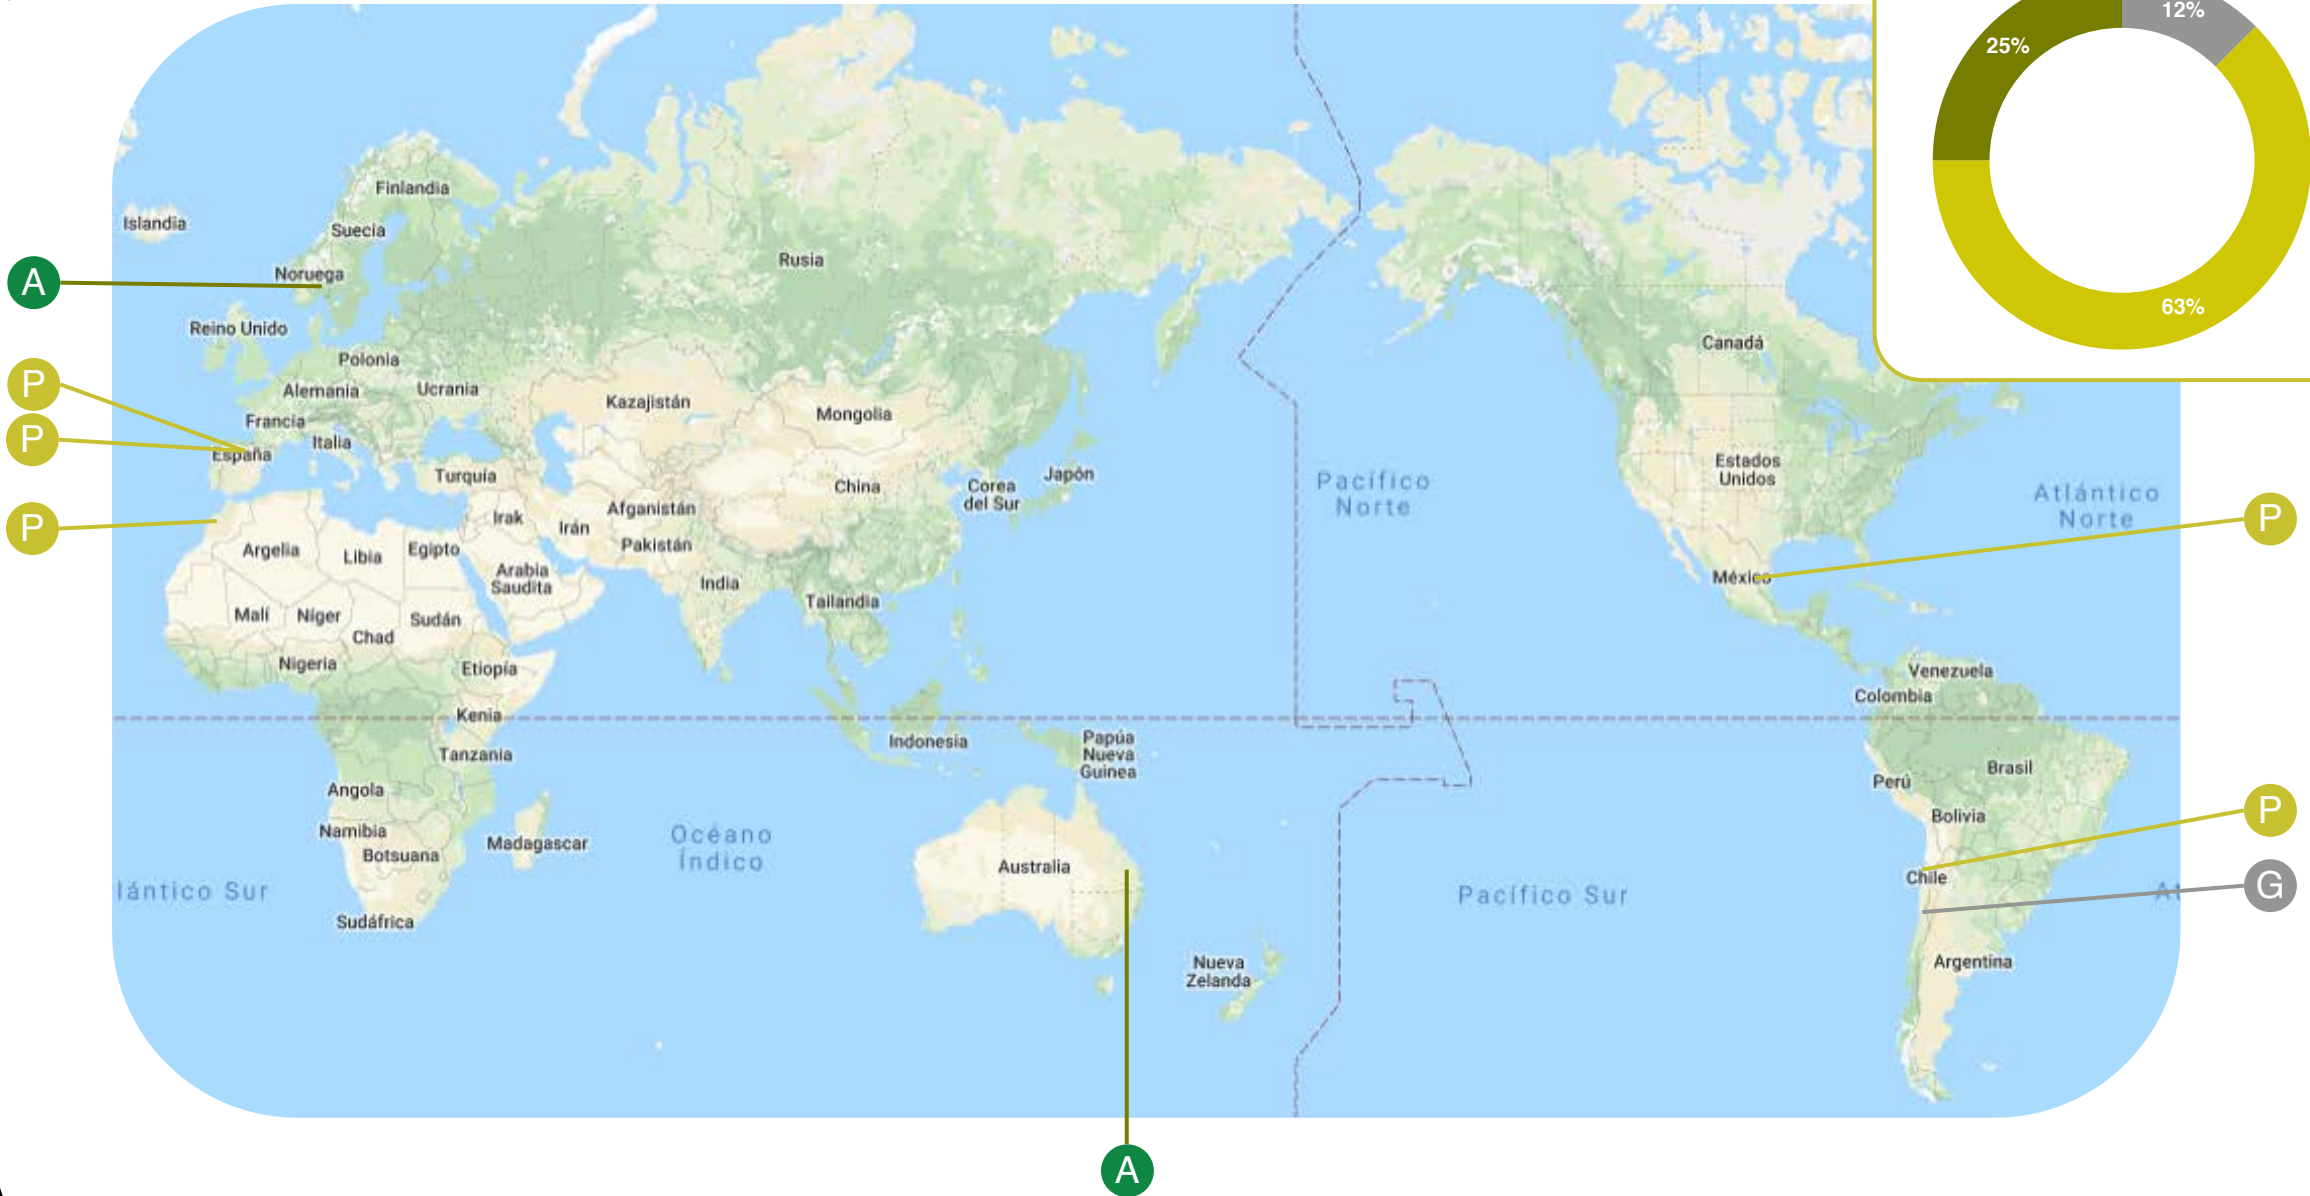 12%
25%
63%
Finlandia
Islandia
Suecia
Noruega
Rusia
A
Reino Unido
Canadá
Polonia
P
Alemania
Ucrania
Kazajistán
Mongolia
Francia
P
Italia
España
Turquía
China
Corea
del Sur
Japón
Pacífico
Norte
Estados
Unidos
Atlántico
Norte
P
P
Irak
Irán
Afganistán
Pakistán
Argelia
Libia
Egipto
Arabia
Saudita
India
México
Tailandia
Malí
Níger
Chad
Sudán
Nigeria
Etiopía
Venezuela
Colombia
Kenia
Indonesia
Papúa
Nueva
Guinea
Tanzania
Brasil
Perú
Angola
Bolivia
P
Namibia
Botsuana
Madagascar
Océano
Índico
Australia
Chile
G
lántico Sur
Pacífico Sur
At
Sudáfrica
Nueva
Zelanda
Argentina
A